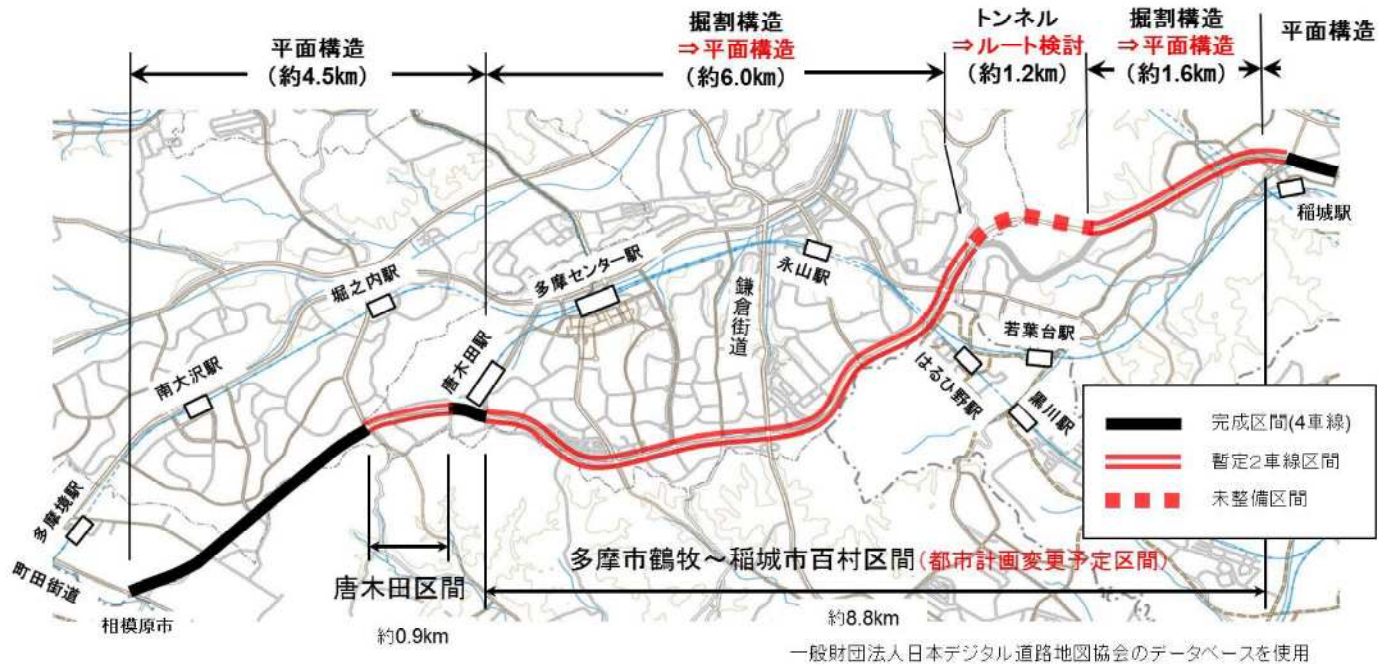 平面構造
(約4.5km)
掘割構造
⇒平面構造
(約6.0km)
トンネル
⇒ルート検討
(約1.2km)
掘割構造
⇒平面構造
(約1.6km)
平面構造
稲城駅
永山駅
多摩センター駅
堀之内駅
鎌倉街道
若葉台駅
はるひ野駅
黒川駅
唐木田駅
南大沢駅
多摩境駅
町田街道
相模原市
完成区間(4車線)
暫定2車線区間
未整備区間
唐木田区間
約0.9km
多摩市鶴牧~稲城市百村区間(都市計画変更予定区間)
約8.8km
一般財団法人日本デジタル道路地図協会のデータベースを使用